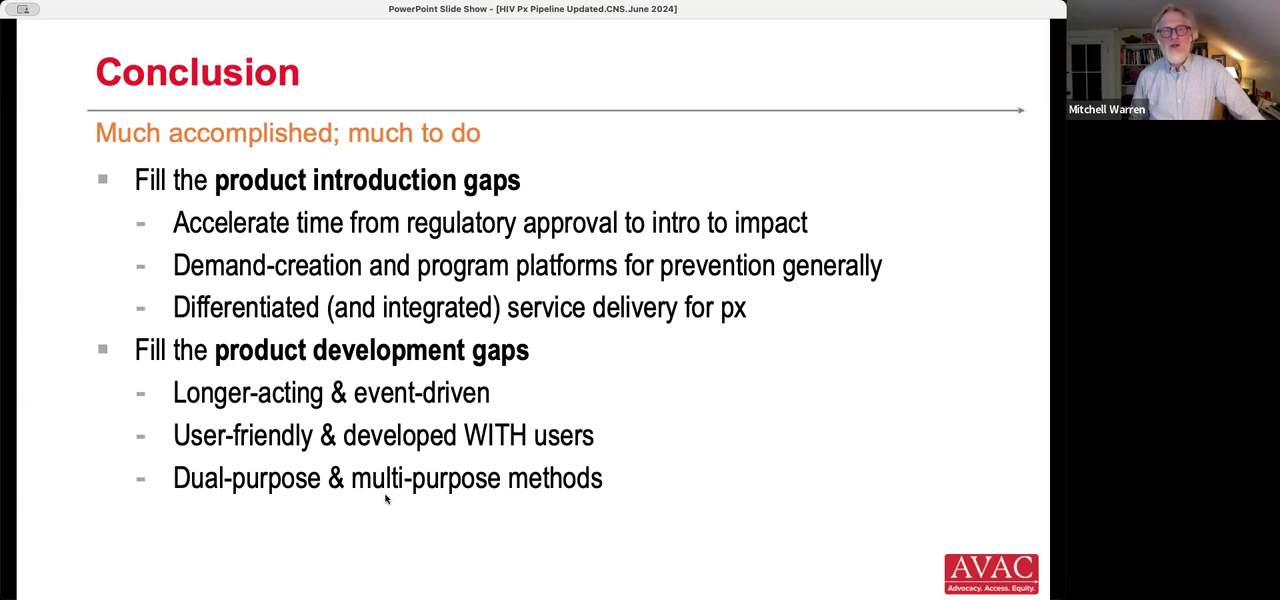 PowerPoint Slide Show - [HIV Px Pipeline Updated.CNS.June 2024]
Conclusion
Much accomplished; much to do
Fill the product introduction gaps
- Accelerate time from regulatory approval to intro to impact
- Demand-creation and program platforms for prevention generally
- Differentiated (and integrated) service delivery for px
Fill the product development gaps
- Longer-acting & event-driven
- User-friendly & developed WITH users
- Dual-purpose & multi-purpose methods
AVAC
Advocacy. Access. Equity.
Mitchell Warren